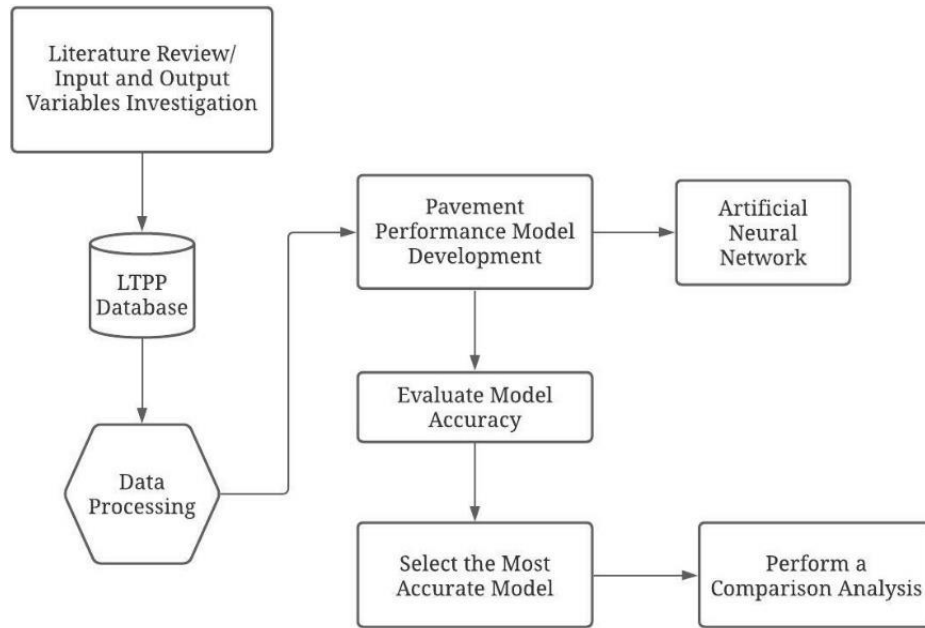 Literature Review/
Input and Output
Variables Investigation
LTPP
Database
Data
Processing
Pavement
Performance Model
Development
Artificial
Neural
Network
Evaluate Model
Accuracy
Select the Most
Accurate Model
Perform a
Comparison Analysis